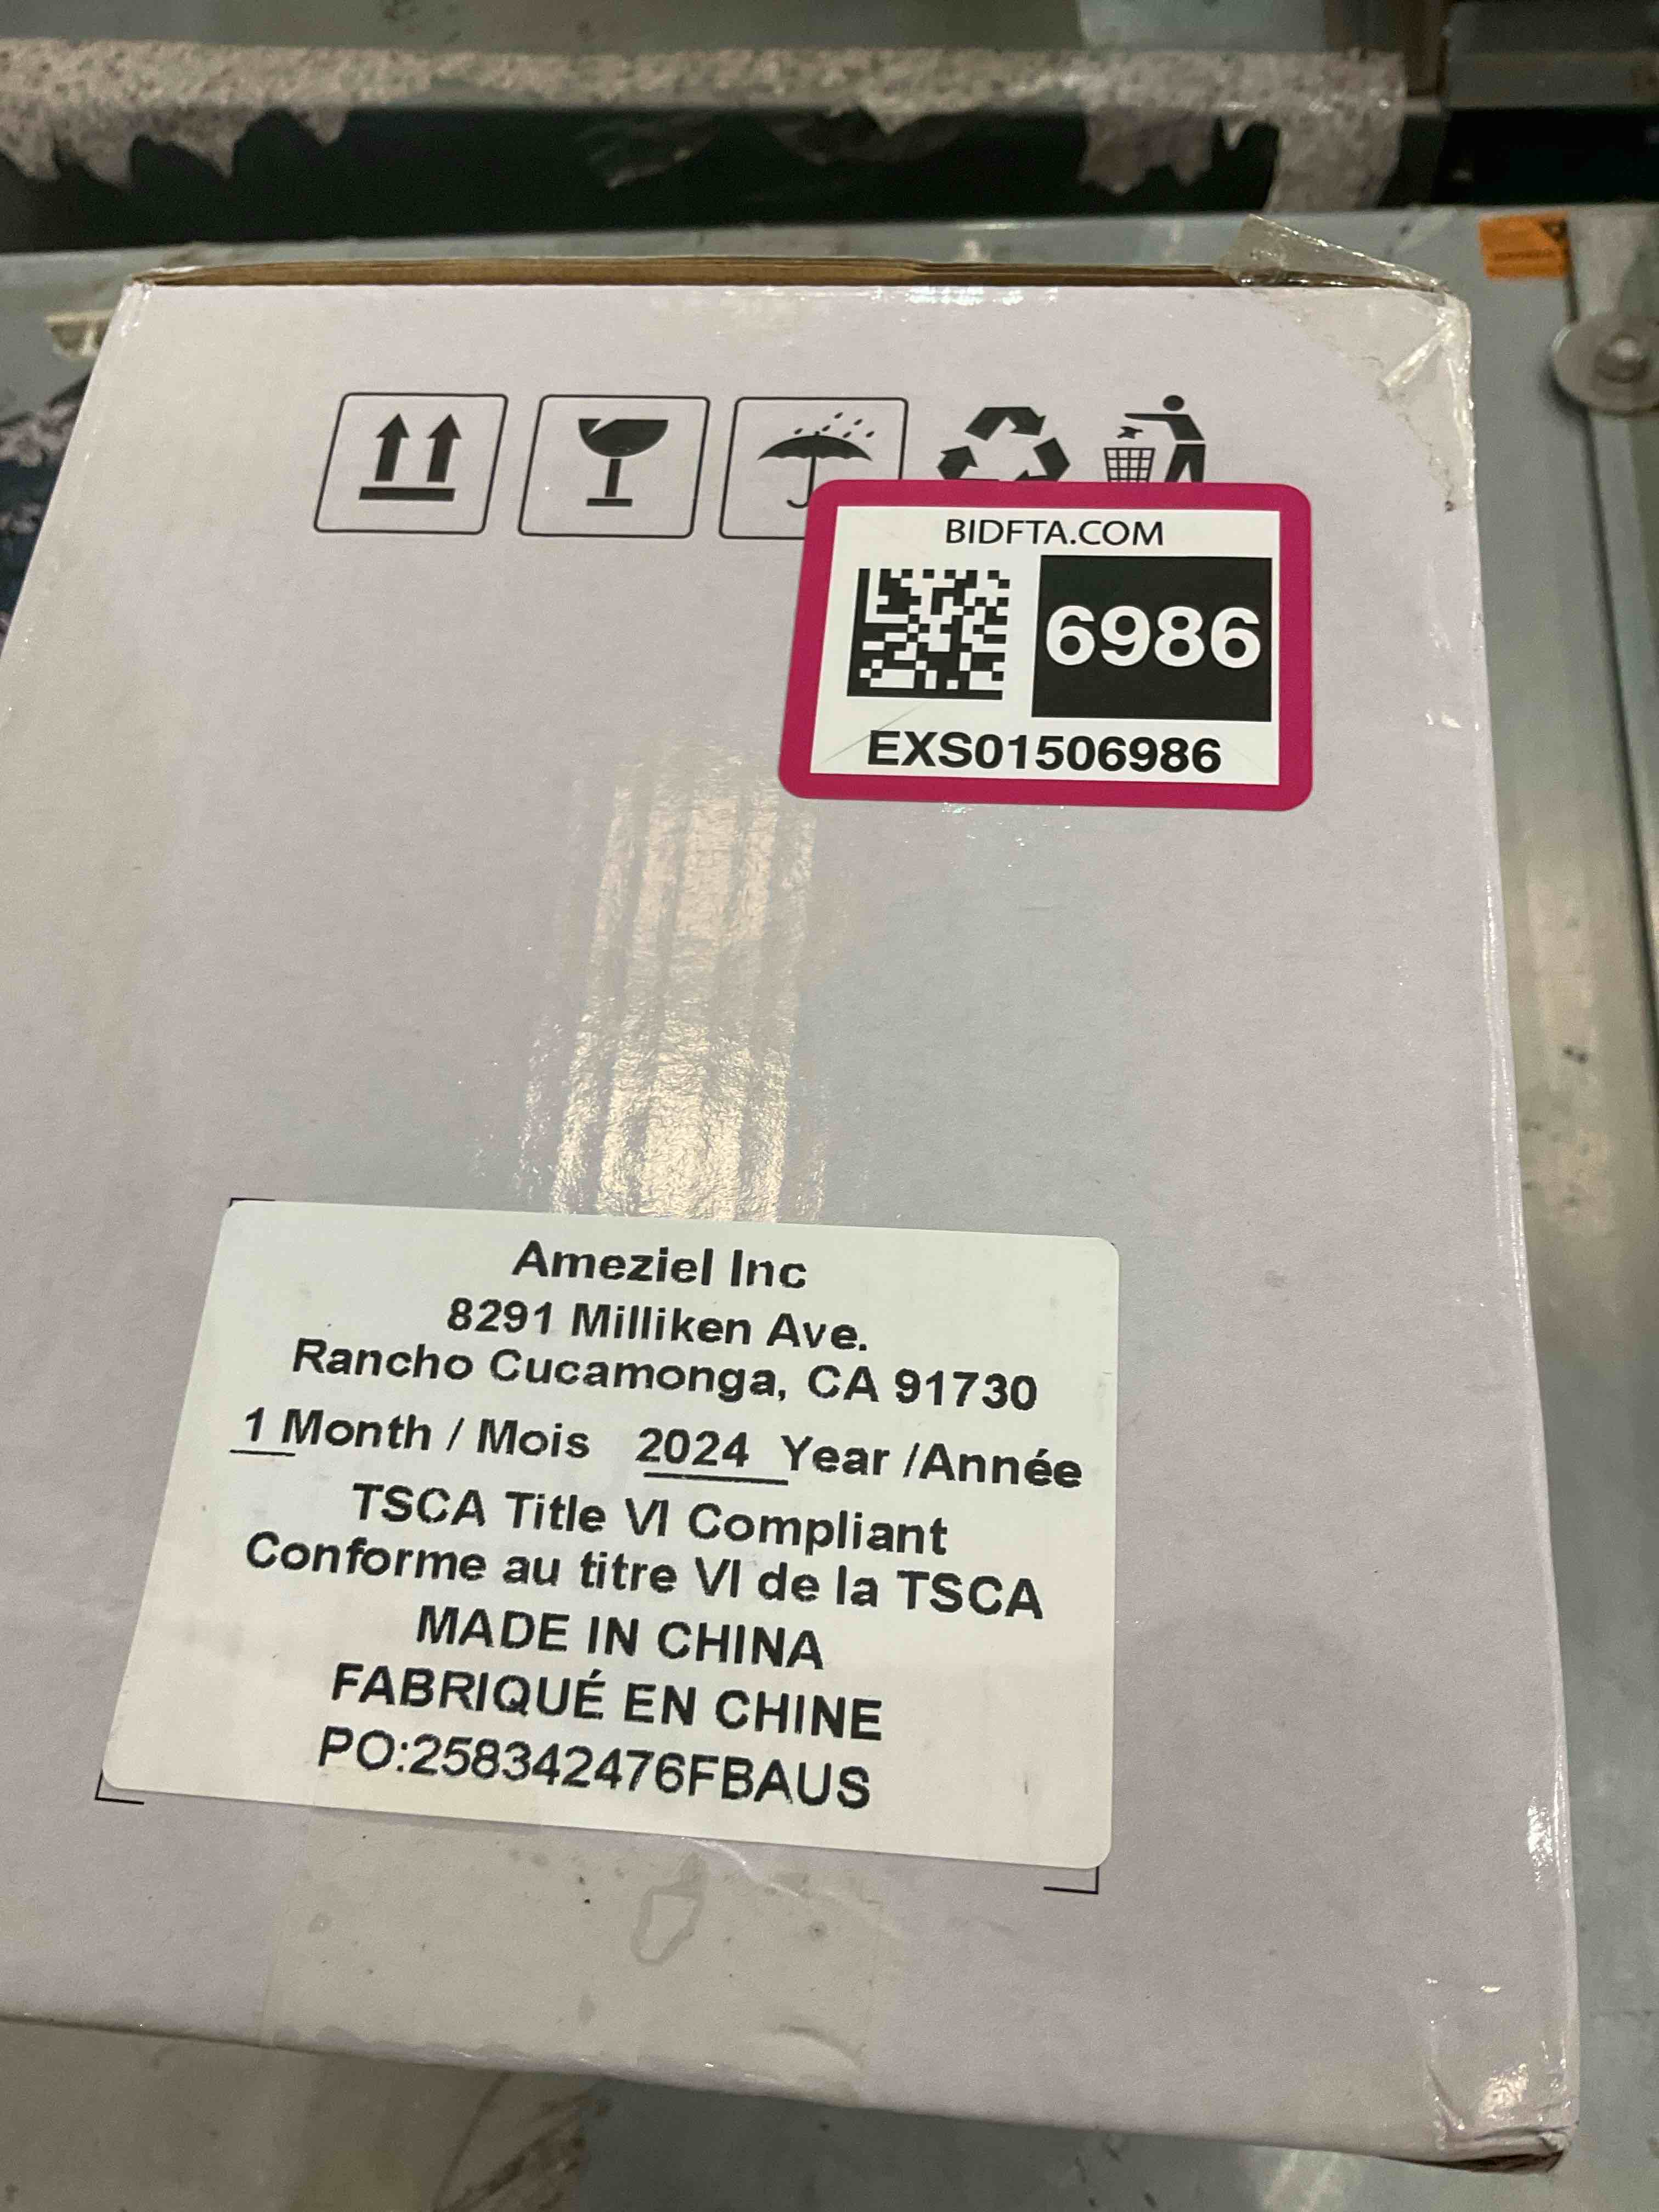 BIDFTA.COM
6986
EXS01506986
Ameziel Inc
8291 Milliken Ave.
Rancho Cucamonga, CA 91730
1 Month / Mois 2024 Year /Année
TSCA Title VI Compliant
Conforme au titre VI de la TSCA
MADE IN CHINA
FABRIQUÉ EN CHINE
PO:258342476FBAUS